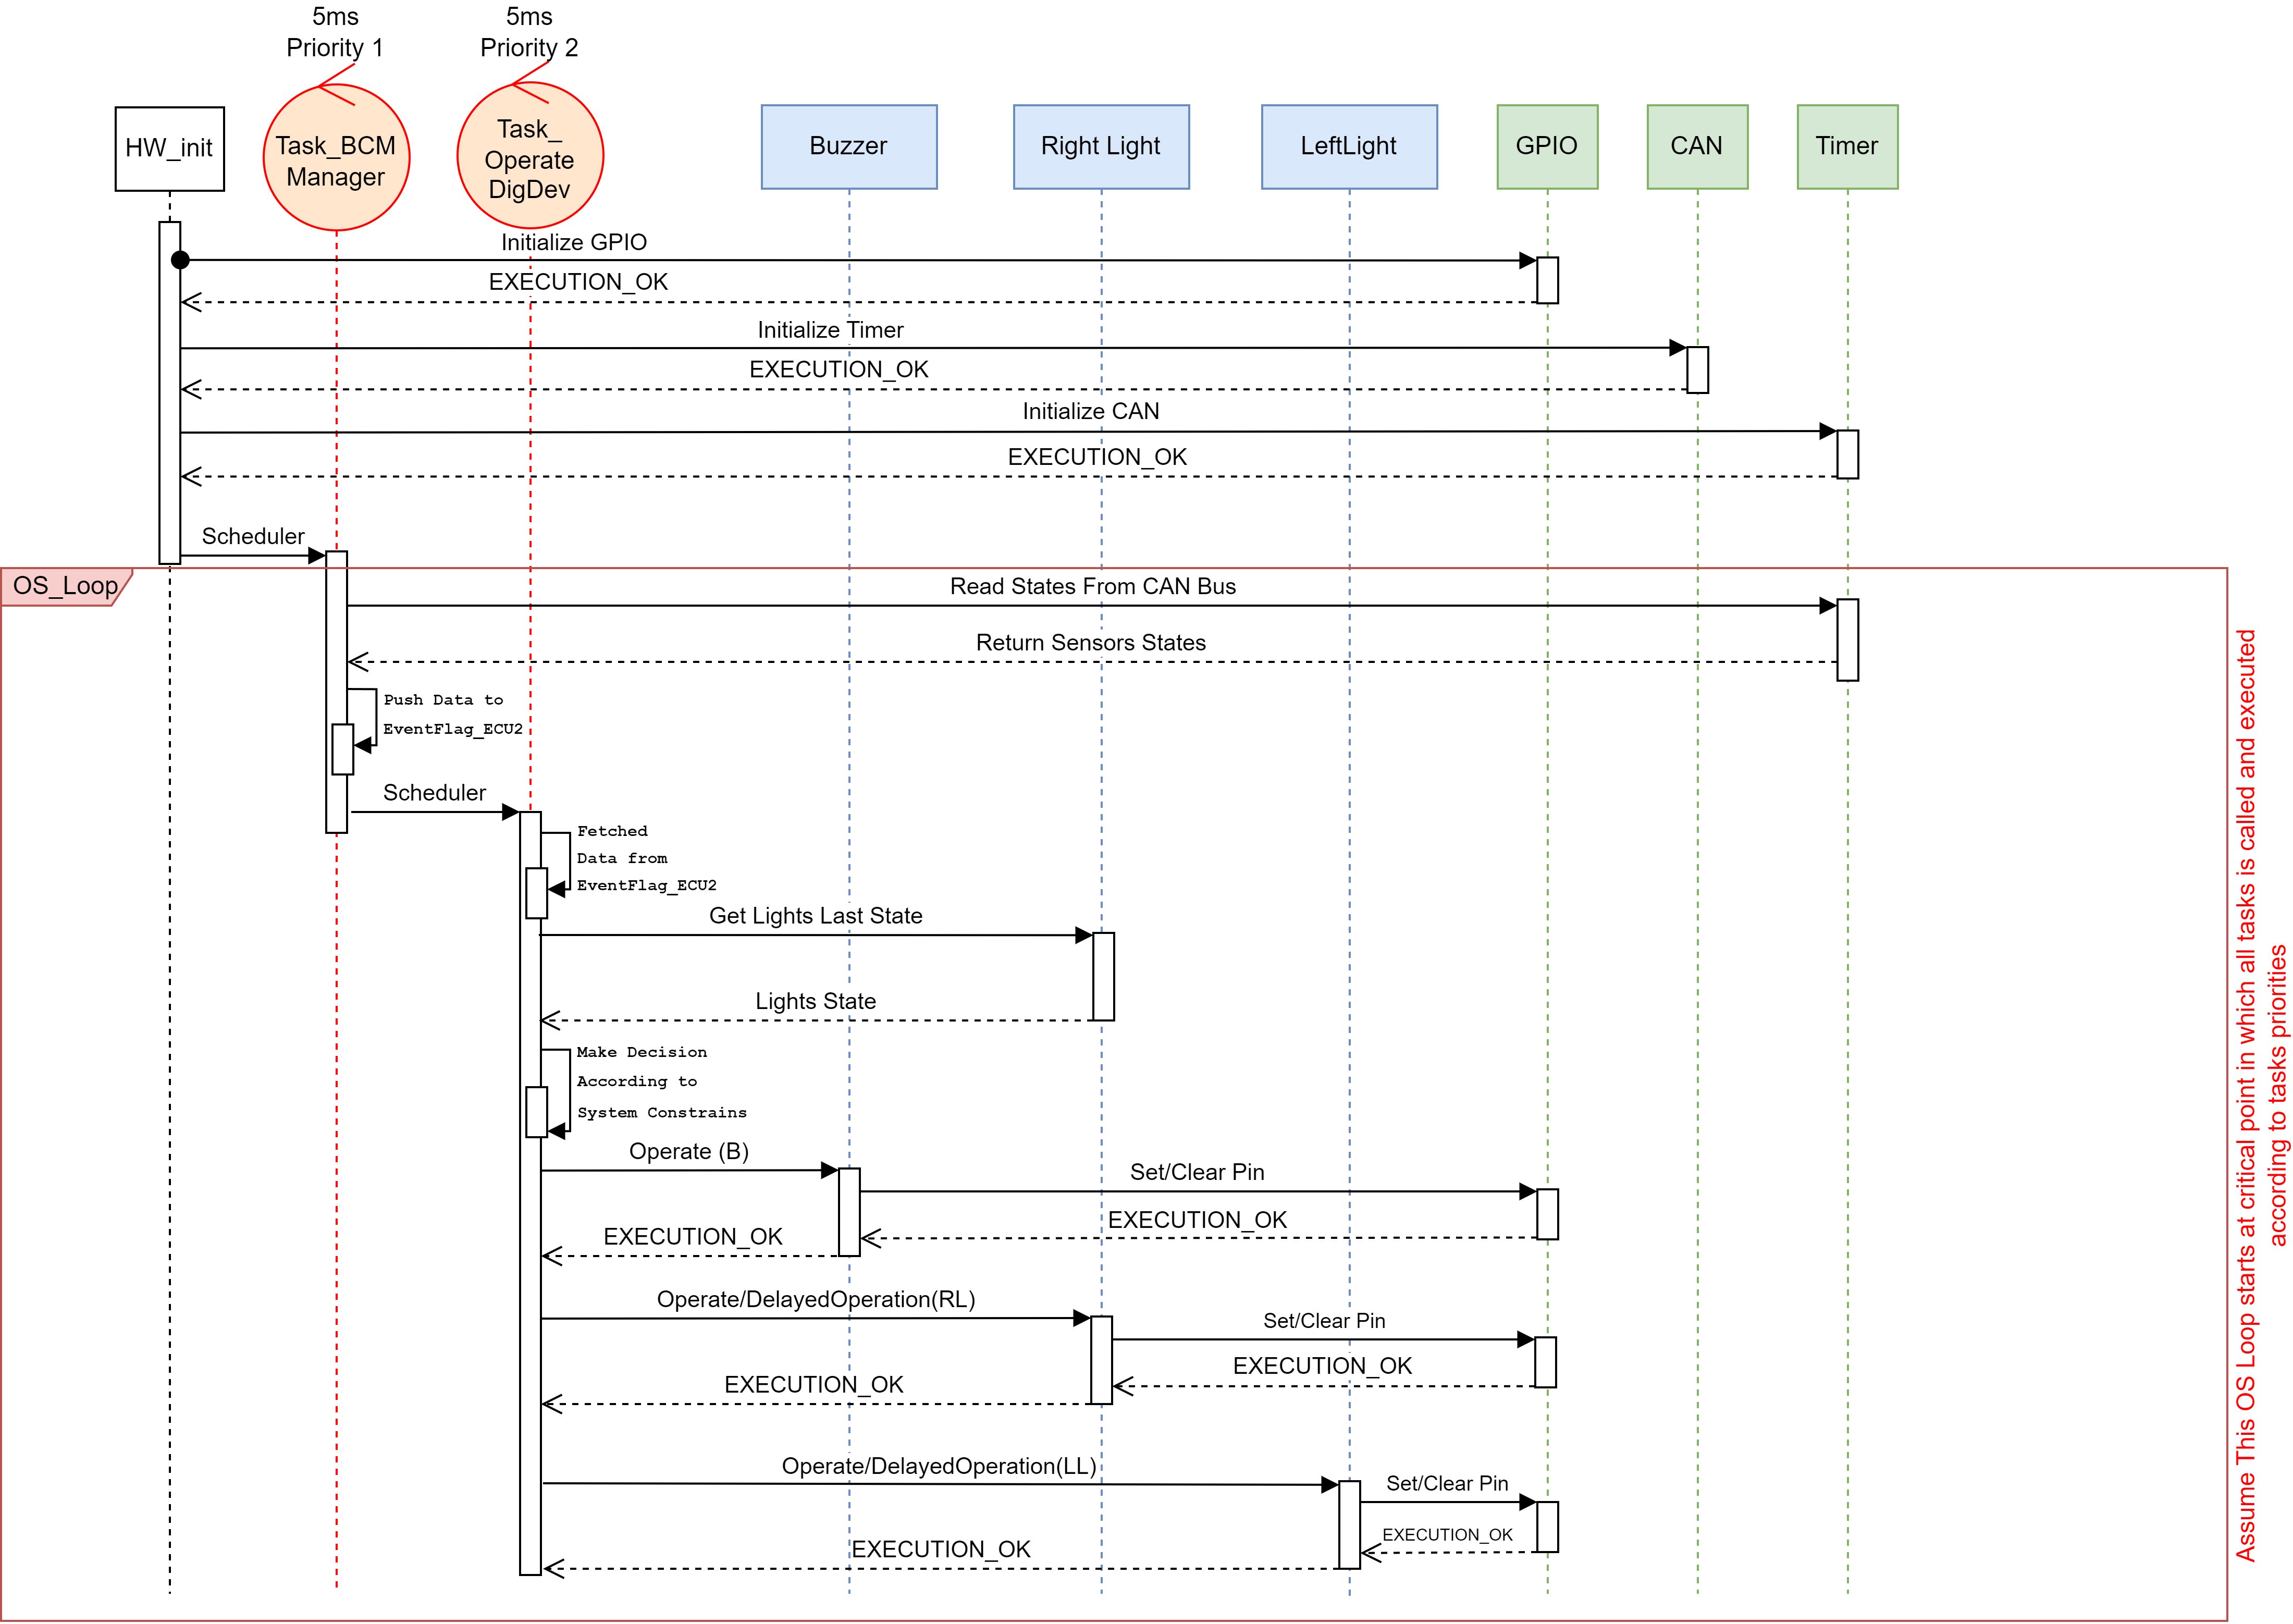 5ms
Priority 1
5ms
Priority 2
HW_init
Task_BCM
Manager
Task_
Operate
DigDev
Buzzer
Right Light
LeftLight
GPIO
CAN
Timer
Initialize GPIO
EXECUTION_OK
Initialize Timer
EXECUTION_OK
Initialize CAN
EXECUTION_OK
Scheduler
OS_Loop
Read States From CAN Bus
Return Sensors States
Push Data to
EventFlag_ECU2
Scheduler
Fetched
Data from
EventFlag_ECU2
Get Lights Last State
Lights State
Make Decision
According to
System Constrains
Operate (B)
Set/Clear Pin
EXECUTION_OK
EXECUTION_OK
Operate/DelayedOperation(RL)
Set/Clear Pin
EXECUTION_OK
EXECUTION_OK
Operate/DelayedOperation(LL)
Set/Clear Pin
EXECUTION_OK
EXECUTION_OK
Assume This OS Loop starts at critical point in which all tasks is called and executed
according to tasks priorities